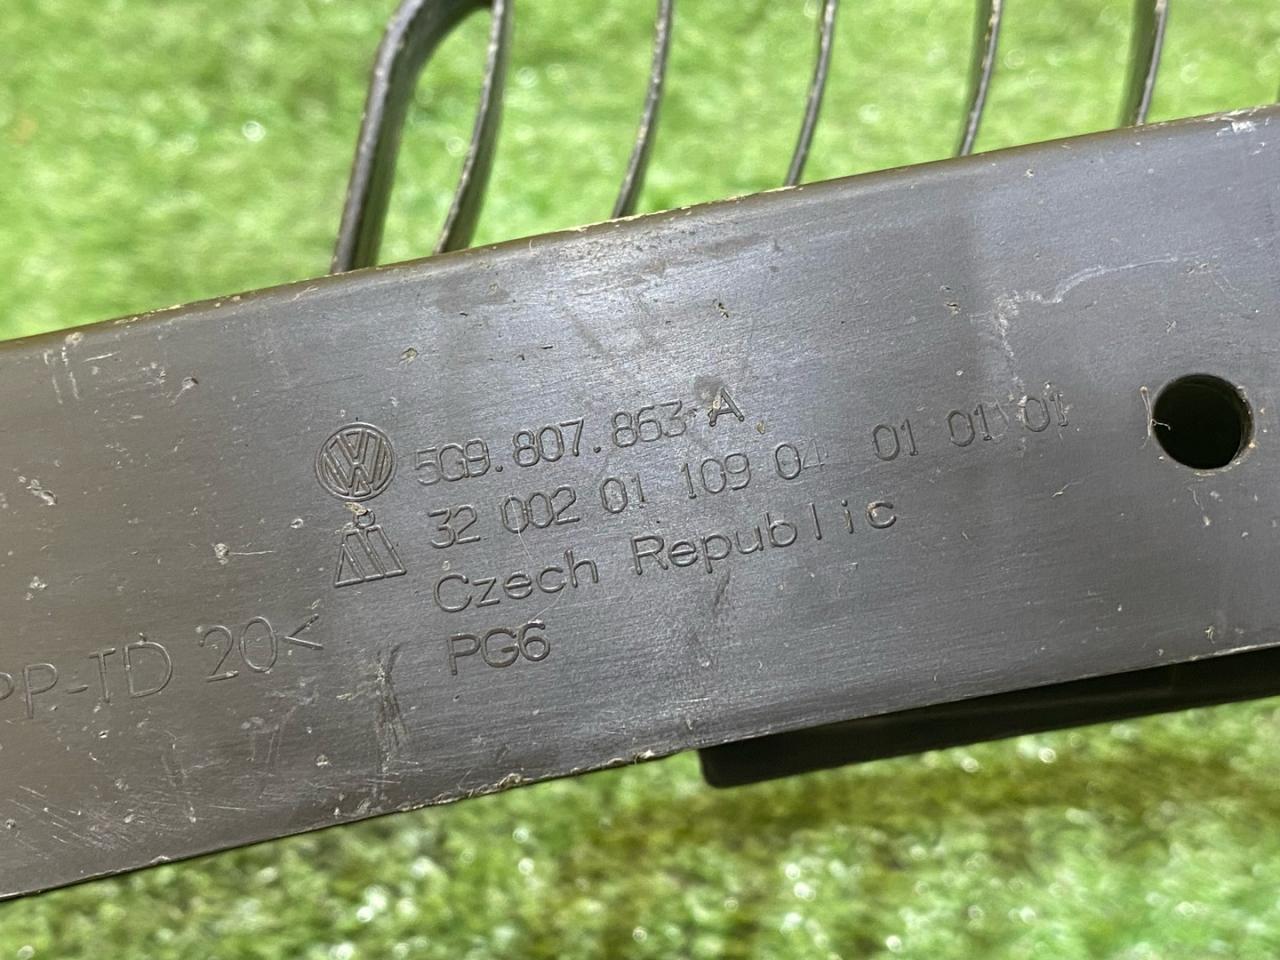 5G9.807.863 A
32 002 01 109 04 01 01 01
Czech Republic
PG6
PP-TD 20<